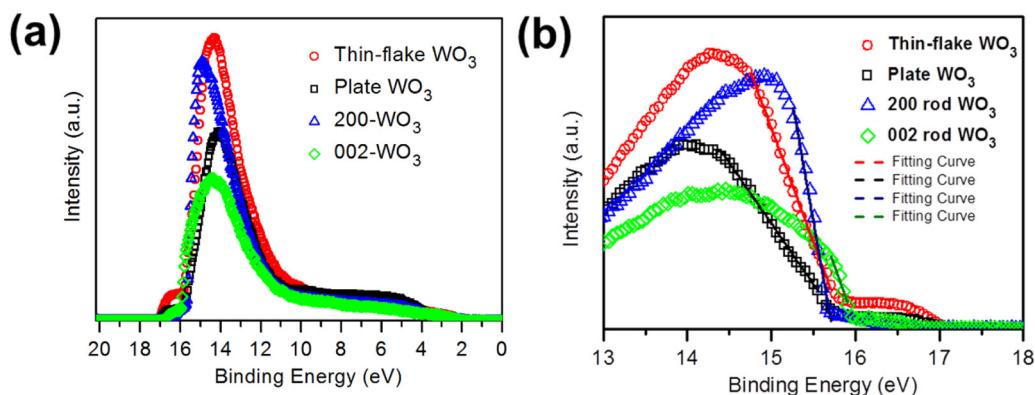 (a)
Intensity (a.u.)
Thin-flake WO3
Plate WO3
200-WO3
002-WO3
20 18 16 14 12 10 8 6 4 2 0
Binding Energy (eV)
(b)
Intensity (a.u.)
Thin-flake WO3
Plate WO3
200 rod WO3
002 rod WO3
Fitting Curve
Fitting Curve
Fitting Curve
Fitting Curve
13 14 15 16 17 18
Binding Energy (eV)